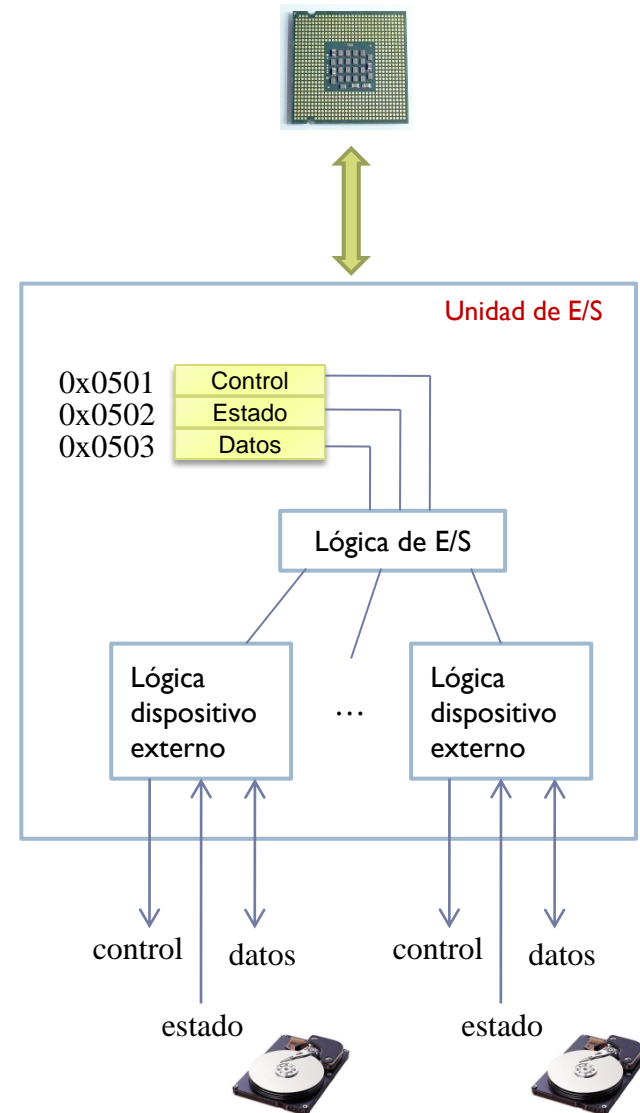 Unidad de E/S
0x0501 Control
0x0502 Estado
0x0503 Datos
Lógica de E/S
Lógica
dispositivo
externo
...
Lógica
dispositivo
externo
control
datos
control
datos
estado
estado